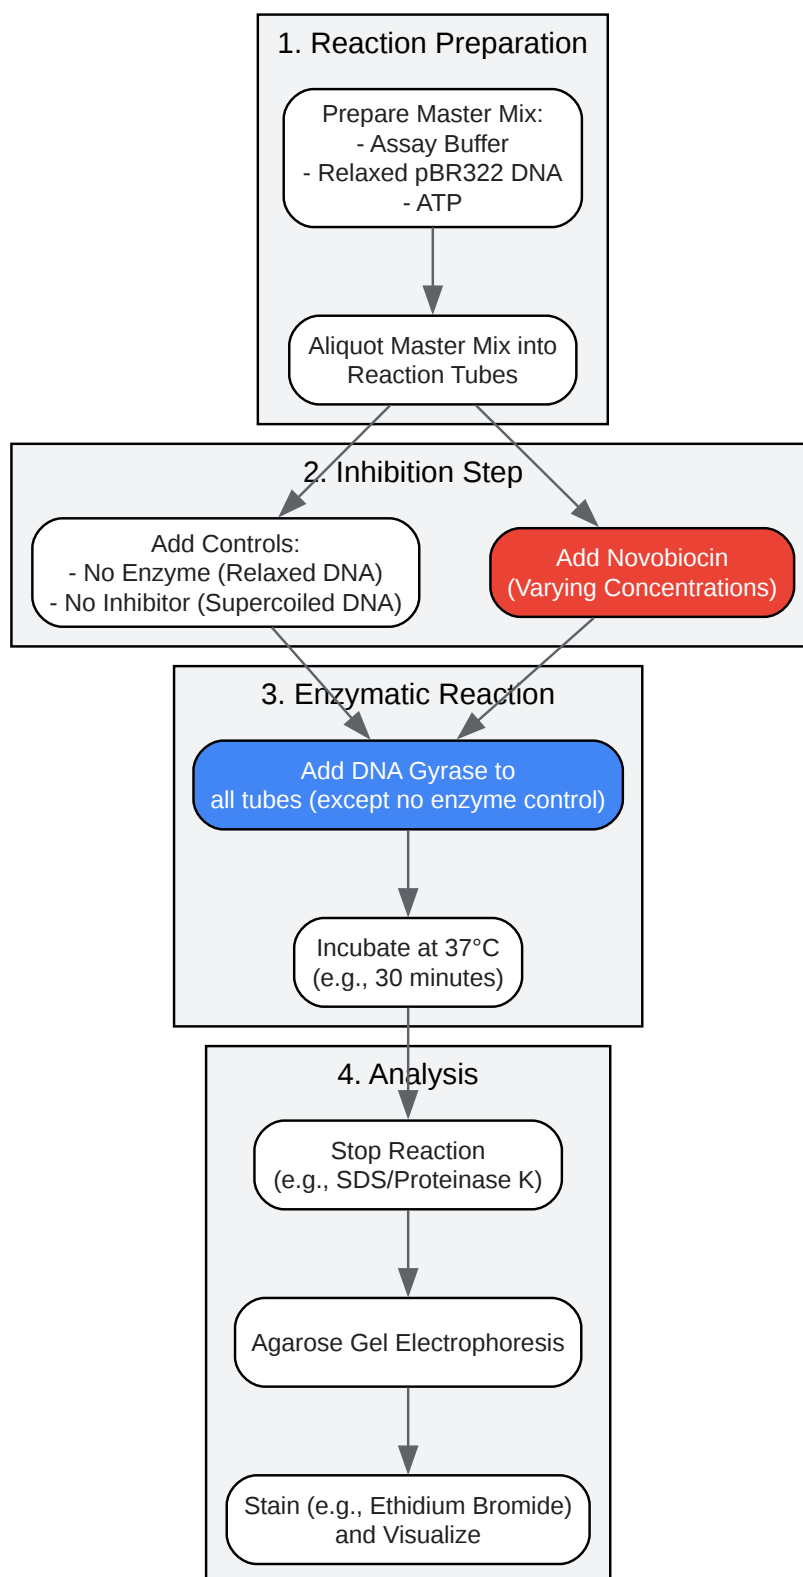 1. Reaction Preparation
Prepare Master Mix:
- Assay Buffer
- Relaxed pBR322 DNA
- ATP
Aliquot Master Mix into
Reaction Tubes
2. Inhibition Step
Add Controls:
- No Enzyme (Relaxed DNA)
- No Inhibitor (Supercoiled DNA)
Add Novobiocin
(Varying Concentrations)
3. Enzymatic Reaction
Add DNA Gyrase to
all tubes (except no enzyme control)
Incubate at 37°C
(e.g., 30 minutes)
4. Analysis
Stop Reaction
(e.g., SDS/Proteinase K)
Agarose Gel Electrophoresis
Stain (e.g., Ethidium Bromide)
and Visualize